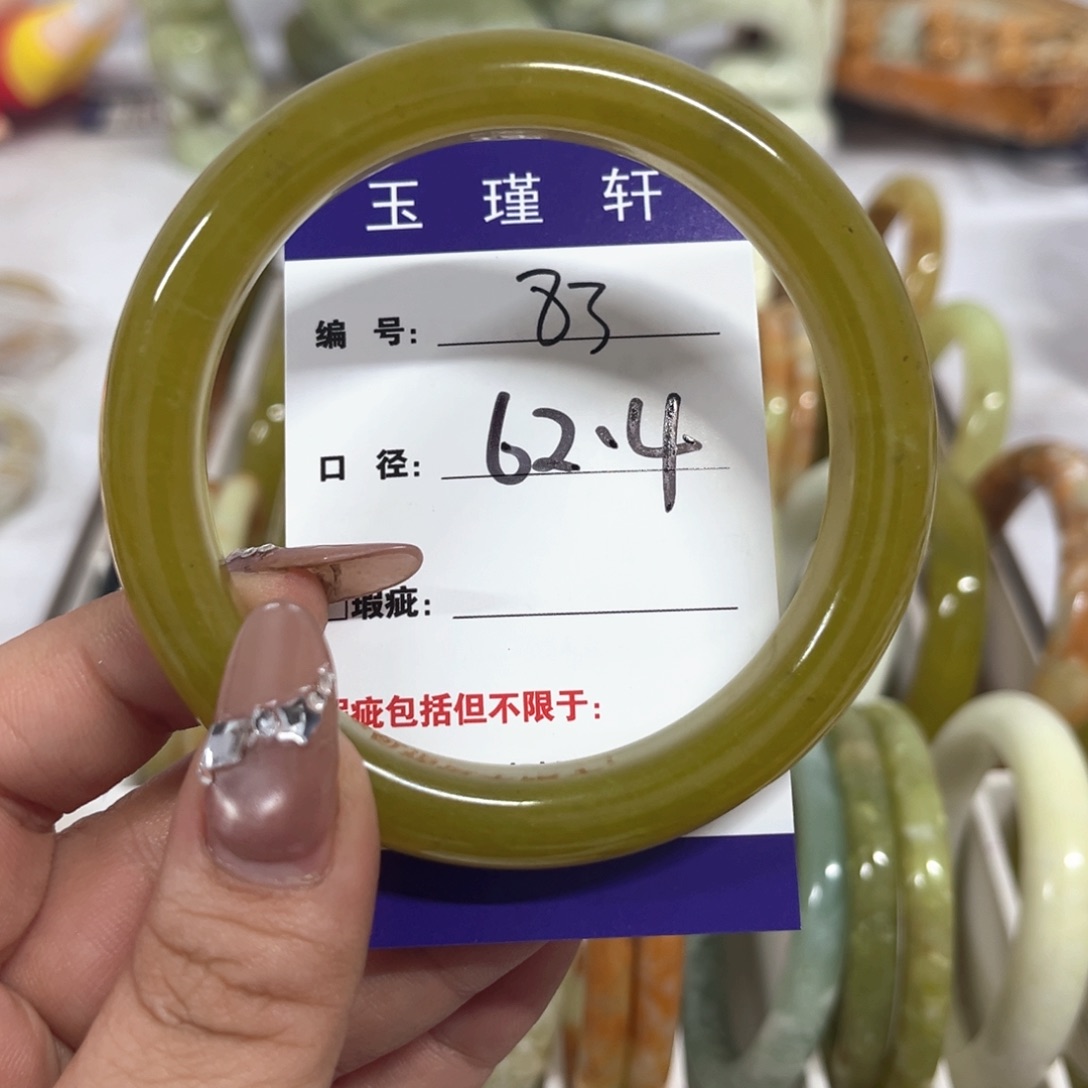 玉瑾轩
编 号: 83
口 径: 62.4
□瑕疵:
瑕疵包括但不限于: